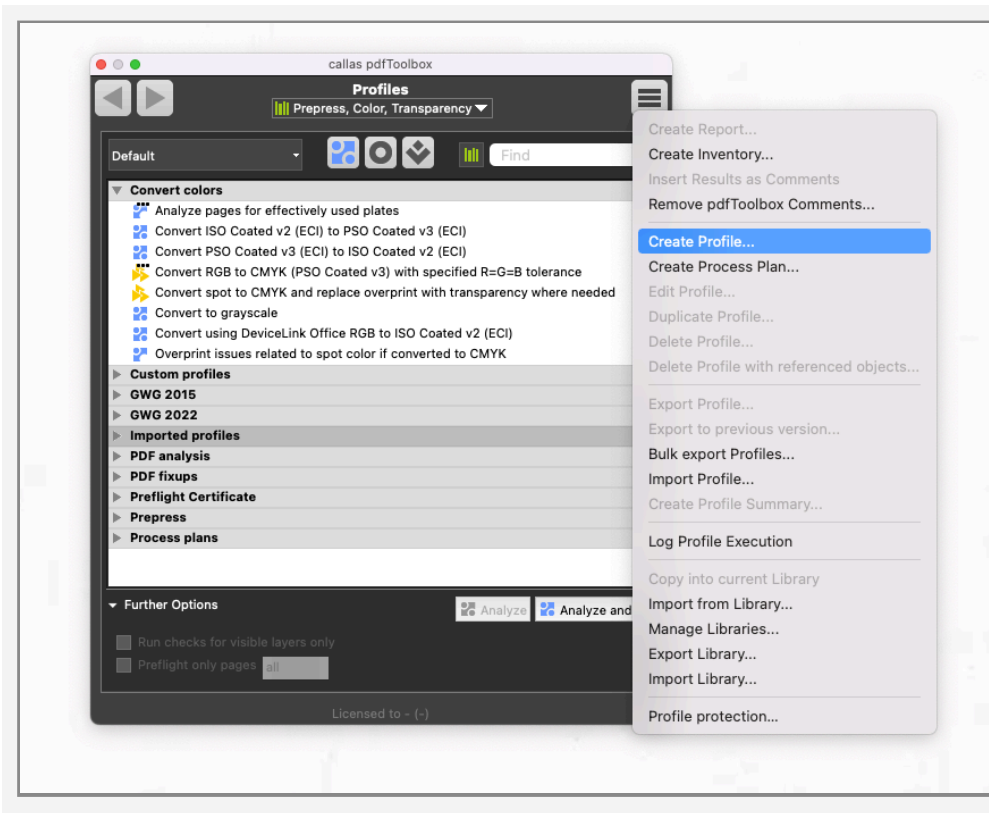 callas pdfToolbox
Profiles
Prepress, Color, Transparency
Default
Find
Convert colors
Analyze pages for effectively used plates
Convert ISO Coated v2 (ECI) to PSO Coated v3 (ECI)
Convert PSO Coated v3 (ECI) to ISO Coated v2 (ECI)
Convert RGB to CMYK (PSO Coated v3) with specified R=G=B tolerance
Convert spot to CMYK and replace overprint with transparency where needed
Convert to grayscale
Convert using DeviceLink Office RGB to ISO Coated v2 (ECI)
Overprint issues related to spot color if converted to CMYK
Custom profiles
GWG 2015
GWG 2022
Imported profiles
PDF analysis
PDF fixups
Preflight Certificate
Prepress
Process plans
Further Options
Analyze
Analyze and
Run checks for visible layers only
Preflight only pages all
Licensed to - (-)
Create Report...
Create Inventory...
Insert Results as Comments
Remove pdfToolbox Comments...
Create Profile...
Create Process Plan...
Edit Profile...
Duplicate Profile...
Delete Profile...
Delete Profile with referenced objects...
Export Profile...
Export to previous version...
Bulk export Profiles...
Import Profile...
Create Profile Summary...
Log Profile Execution
Copy into current Library
Import from Library...
Manage Libraries...
Export Library...
Import Library...
Profile protection...